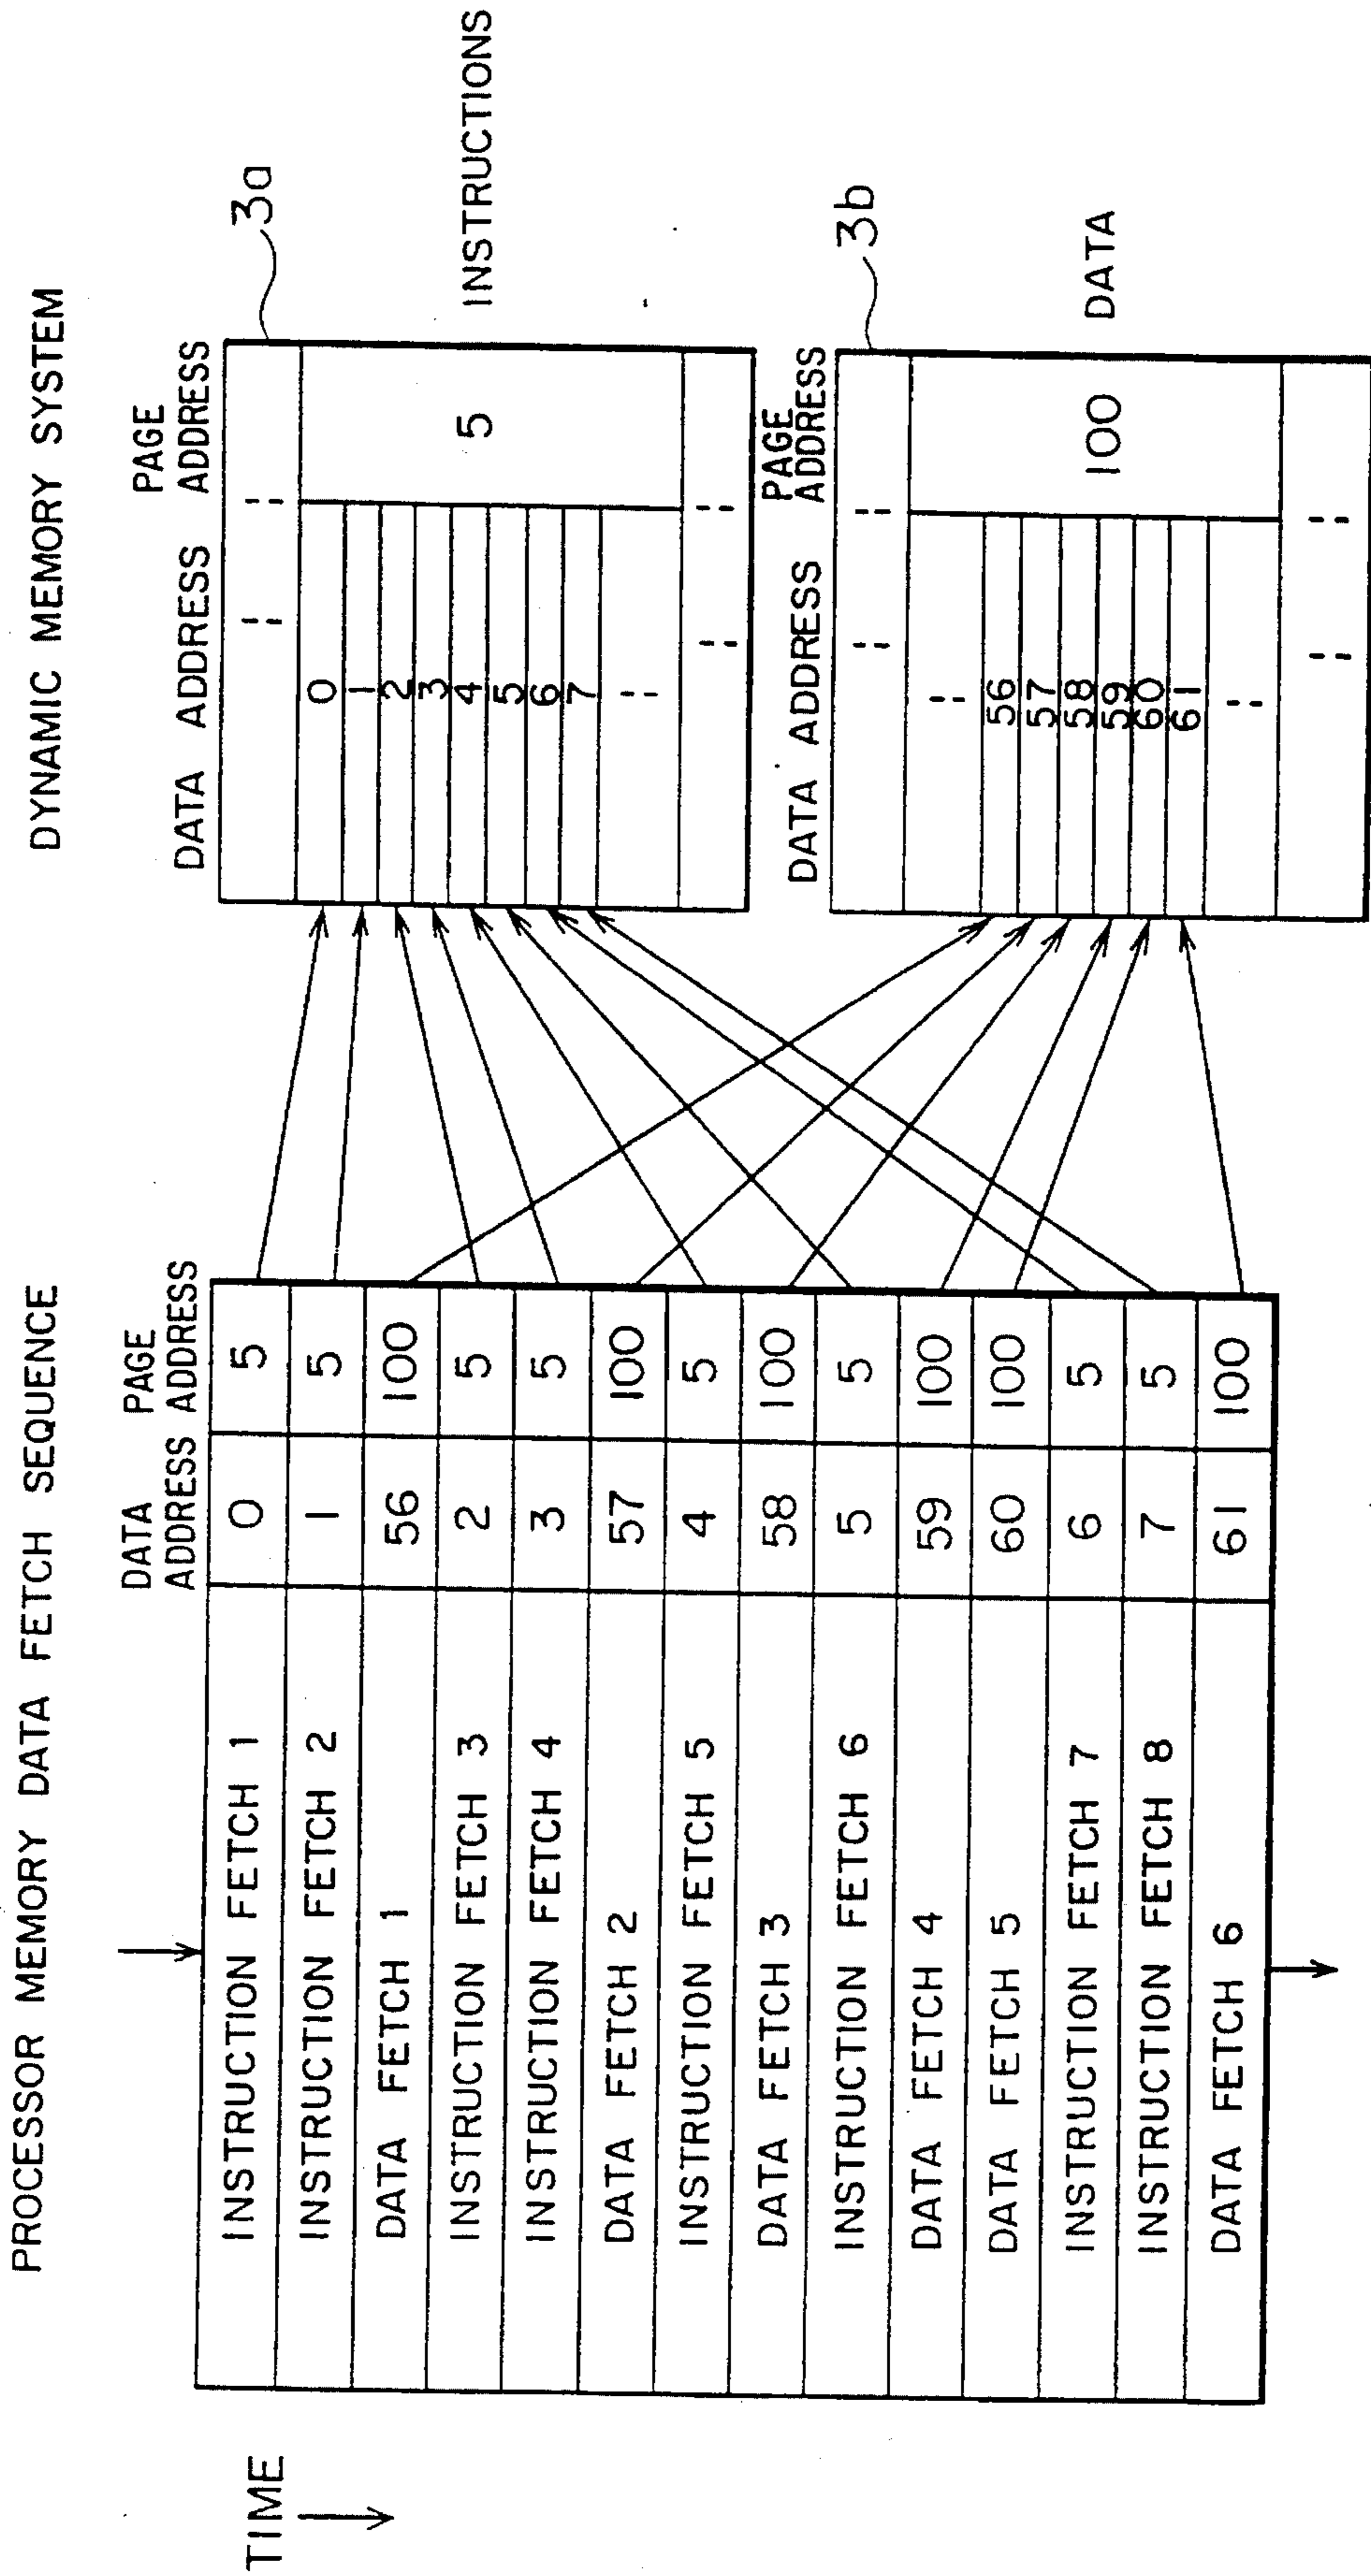 PROCESSOR MEMORY DATA FETCH SEQUENCE
TIME
DATA ADDRESS
PAGE ADDRESS
INSTRUCTION FETCH 1 0 5
INSTRUCTION FETCH 2 1 5
DATA FETCH 1 56 100
INSTRUCTION FETCH 3 2 5
INSTRUCTION FETCH 4 3 5
DATA FETCH 2 57 100
INSTRUCTION FETCH 5 4 5
DATA FETCH 3 58 100
INSTRUCTION FETCH 6 5 5
DATA FETCH 4 59 100
DATA FETCH 5 60 100
INSTRUCTION FETCH 7 6 5
INSTRUCTION FETCH 8 7 5
DATA FETCH 6 61 100
DYNAMIC MEMORY SYSTEM
DATA ADDRESS
PAGE ADDRESS
3a
0
1
2
3
4
5
6
7
5
INSTRUCTIONS
DATA ADDRESS
PAGE ADDRESS
3b
56
57
58
59
60
61
100
DATA